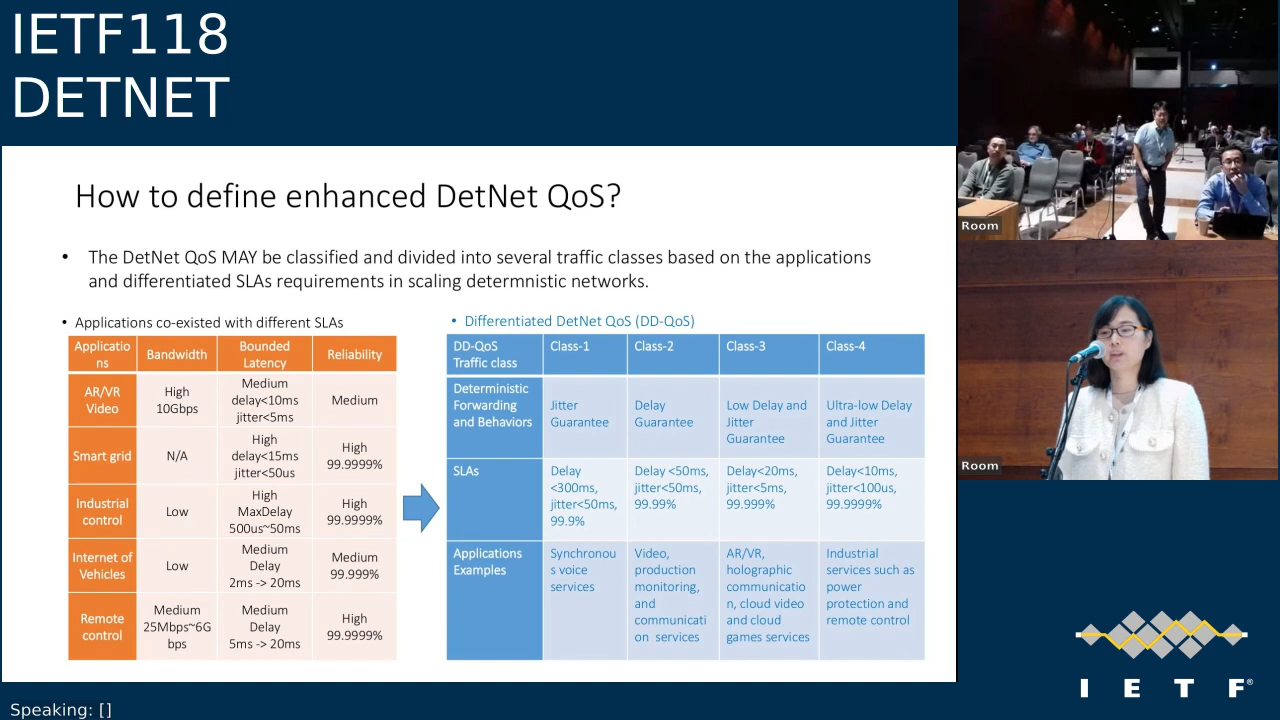 IETF118
DETNET
How to define enhanced DetNet QoS?
• The DetNet QoS MAY be classified and divided into several traffic classes based on the applications
and differentiated SLAs requirements in scaling determnistic networks.
• Applications co-existed with different SLAs
Applicatio
ns
Bandwidth
Bounded
Latency
Reliability
AR/VR
Video
High
10Gbps
Medium
delay<10ms
jitter<5ms
Medium
Smart grid
N/A
High
delay<15ms
jitter<50us
High
99.9999%
Industrial
control
Low
High
MaxDelay
500us~50ms
High
99.9999%
Internet of
Vehicles
Low
Medium
Delay
2ms -> 20ms
Medium
99.999%
Remote
control
Medium
25Mbps~6G
bps
Medium
Delay
5ms -> 20ms
High
99.9999%
• Differentiated DetNet QoS (DD-QoS)
DD-QoS
Traffic class
Class-1
Class-2
Class-3
Class-4
Deterministic
Forwarding
and Behaviors
Jitter
Guarantee
Delay
Guarantee
Low Delay and
Jitter
Guarantee
Ultra-low Delay
and Jitter
Guarantee
SLAs
Delay
<300ms,
jitter<50ms,
99.9%
Delay <50ms,
jitter<50ms,
99.99%
Delay<20ms,
jitter<5ms,
99.999%
Delay<10ms,
jitter<100us,
99.9999%
Applications
Examples
Synchronou
s voice
services
Video,
production
monitoring,
and
communicati
on services
AR/VR,
holographic
communicatio
n, cloud video
and cloud
games services
Industrial
services such as
power
protection and
remote control
Room
Room
I E T F®
Speaking: []